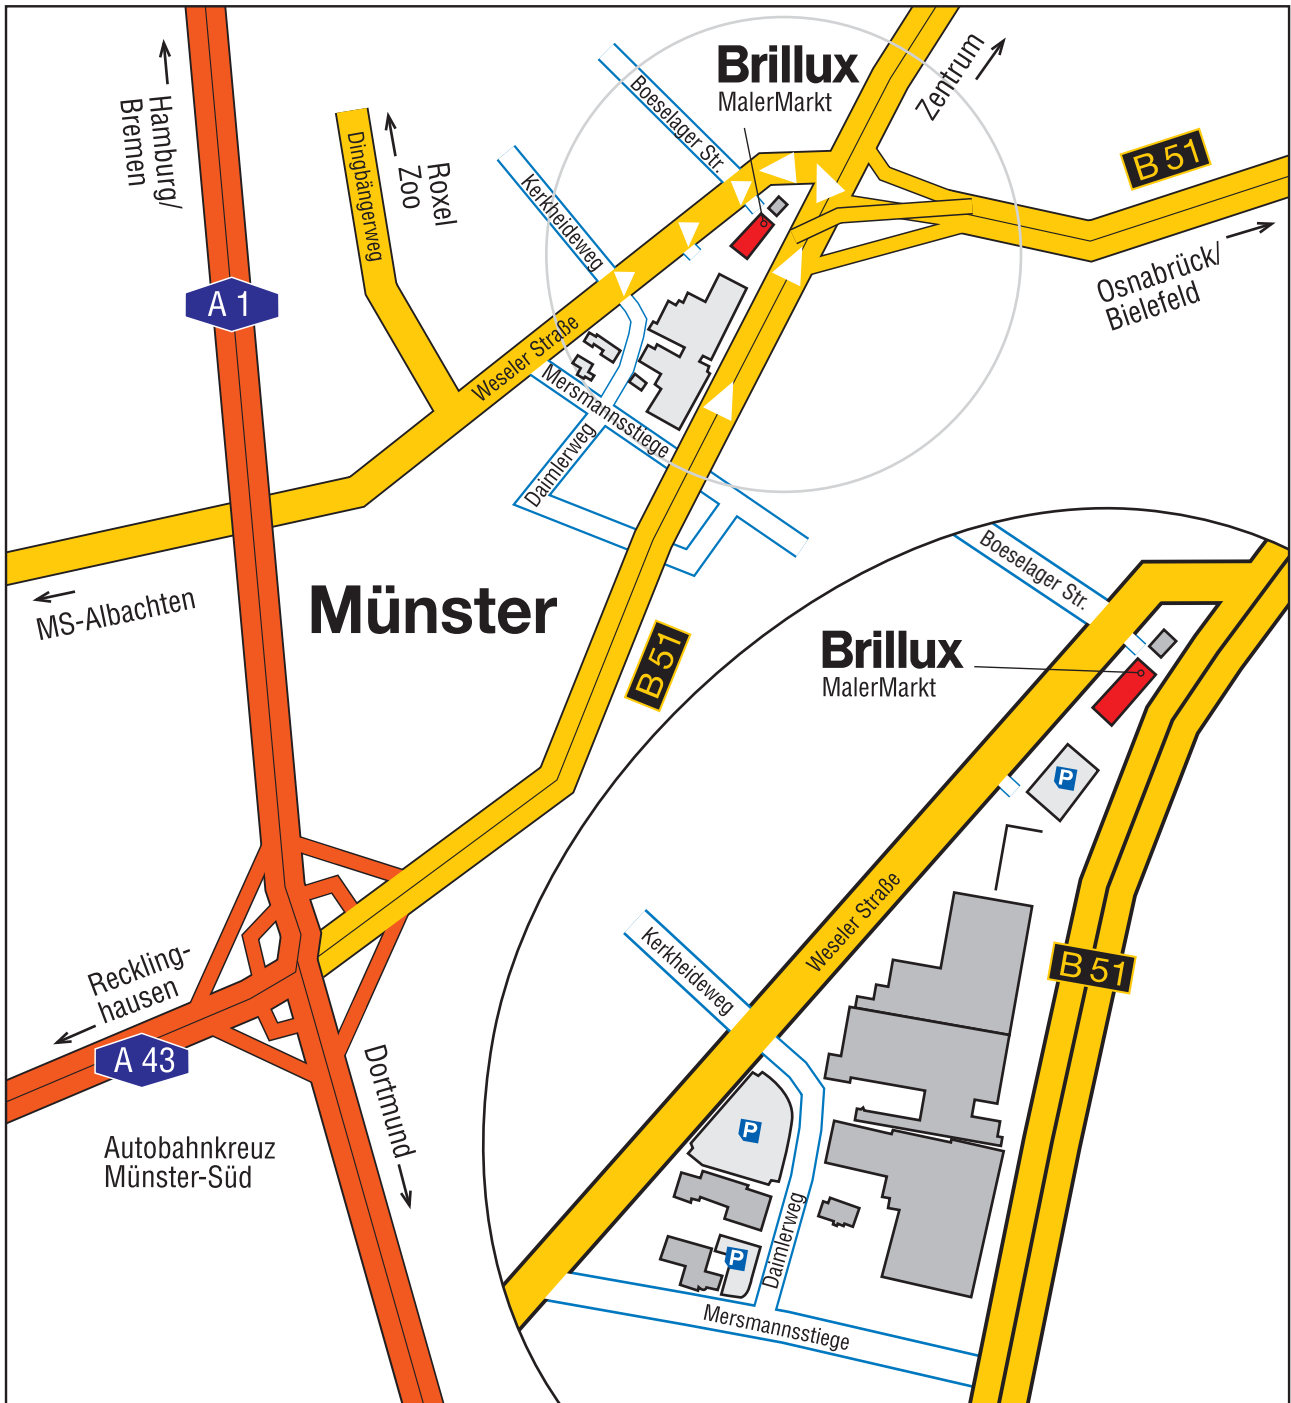 Brillux
MalerMarkt
Zentrum
Boeselager Str.
Hamburg/
Bremen
Dingbängerweg
Roxel
Zoo
Kerkheideweg
B 51
Osnabrück/
Bielefeld
A 1
Weseler Straße
Mersmannsstiege
Daimlerweg
MS-Albachten
Münster
B 51
Boeselager Str.
Brillux
MalerMarkt
P
Weseler Straße
Kerkheideweg
B 51
Reckling-
hausen
A 43
Dortmund
Autobahnkreuz
Münster-Süd
P
P
Daimlerweg
Mersmannsstiege